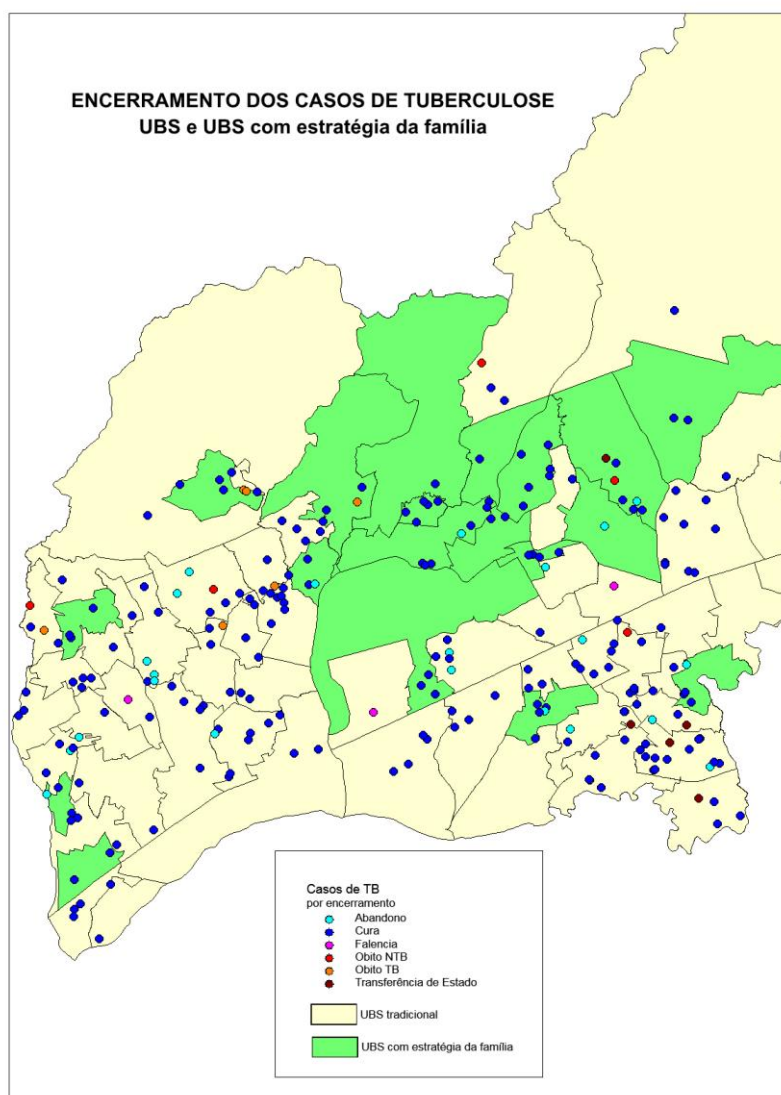 ENCERRAMENTO DOS CASOS DE TUBERCULOSE
UBS e UBS com estratégia da família
Casos de TB
por encerramento
Abandono
Cura
Falencia
Obito NTB
Obito TB
Transferência de Estado
UBS tradicional
UBS com estratégia da família